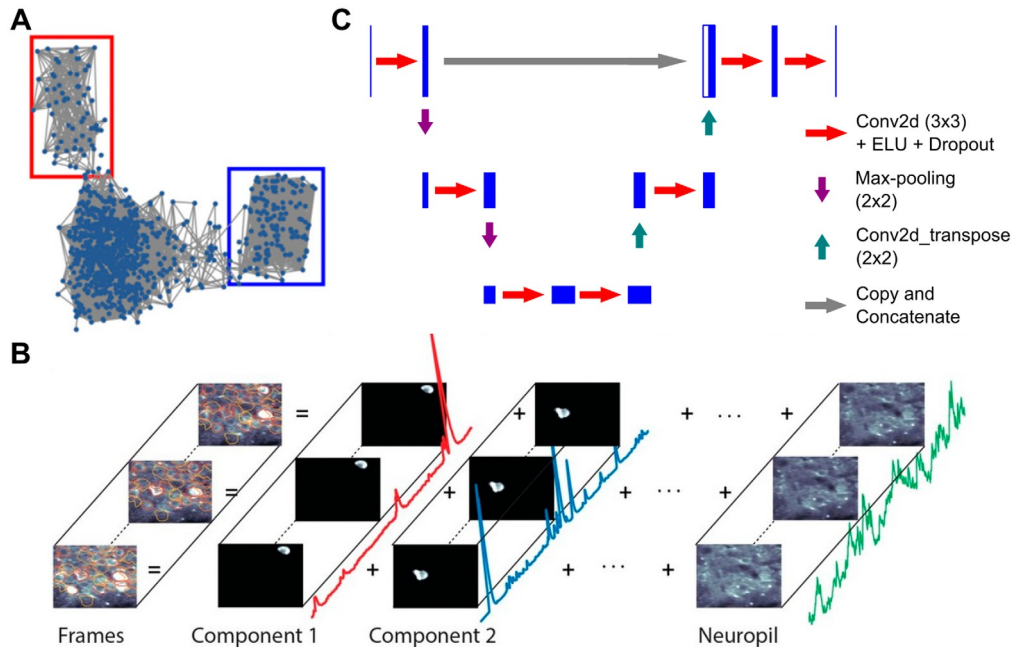 A
C
Conv2d (3x3)
+ ELU + Dropout
Max-pooling
(2x2)
Conv2d_transpose
(2x2)
Copy and
Concatenate
B
= + + ... +
= + + ... +
= + + ... +
Frames Component 1 Component 2 Neuropil